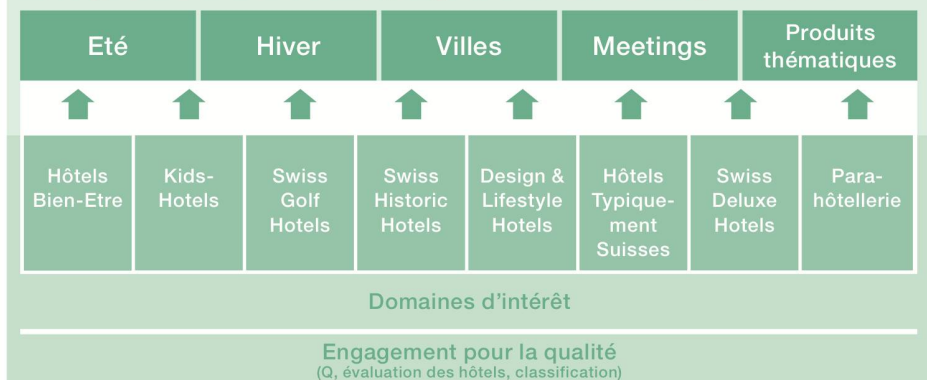 Eté
Hiver
Villes
Meetings
Produits
thématiques
Hôtels
Bien-Etre
Kids-
Hotels
Swiss
Golf
Hotels
Swiss
Historic
Hotels
Design &
Lifestyle
Hotels
Hôtels
Typique-
ment
Suisses
Swiss
Deluxe
Hotels
Para-
hôtellerie
Domaines d'intérêt
Engagement pour la qualité
(Q, évaluation des hôtels, classification)